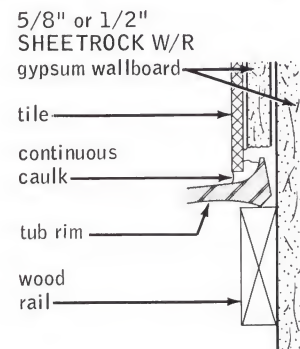 5/8" or 1/2"
SHEETROCK W/R
gypsum wallboard
tile
continuous
caulk
tub rim
wood
rail